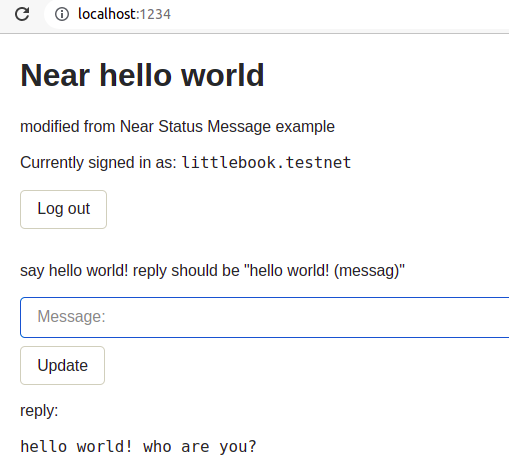 localhost:1234
Near hello world
modified from Near Status Message example
Currently signed in as: littlebook.testnet
Log out
say hello world! reply should be "hello world! (messag)"
Message:
Update
reply:
hello world! who are you?